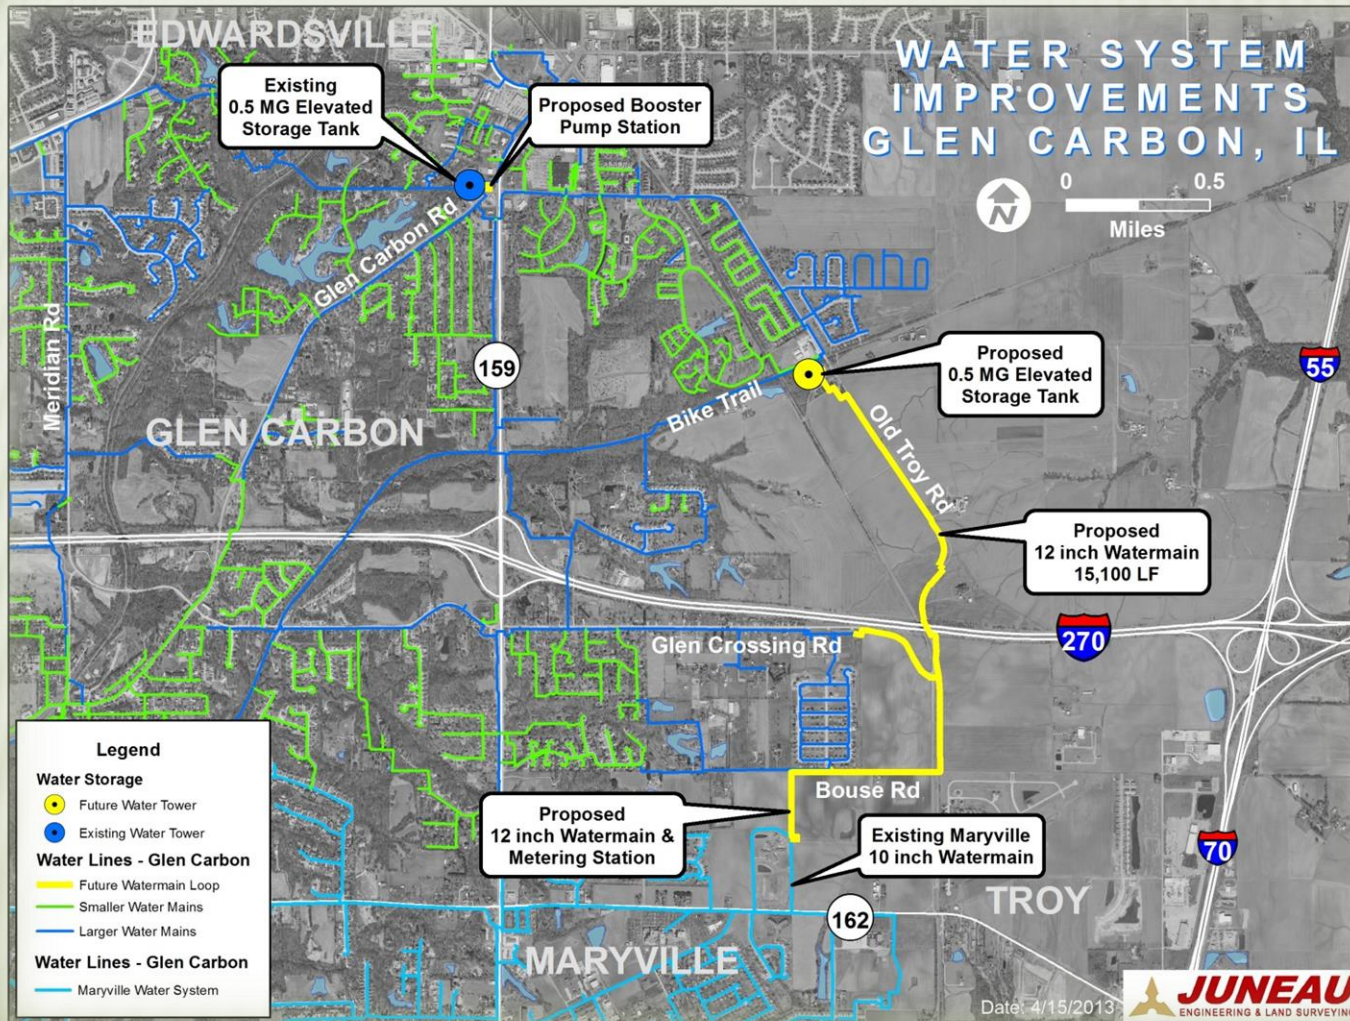 EDWARDSVILLE
WATER SYSTEM
IMPROVEMENTS
GLEN CARBON, IL
0 0.5
Miles
N
Existing
0.5 MG Elevated
Storage Tank
Proposed Booster
Pump Station
Glen Carbon Rd
Meridian Rd
159
Proposed
0.5 MG Elevated
Storage Tank
55
Bike Trail
Old Troy Rd
GLEN CARBON
Proposed
12 inch Watermain
15,100 LF
Glen Crossing Rd
270
Bouse Rd
Proposed
12 inch Watermain &
Metering Station
Existing Maryville
10 inch Watermain
70
TROY
162
MARYVILLE
Legend
Water Storage
Future Water Tower
Existing Water Tower
Water Lines - Glen Carbon
Future Watermain Loop
Smaller Water Mains
Larger Water Mains
Water Lines - Glen Carbon
Maryville Water System
Date: 4/15/2013
JUNEAU
ENGINEERING & LAND SURVEYING